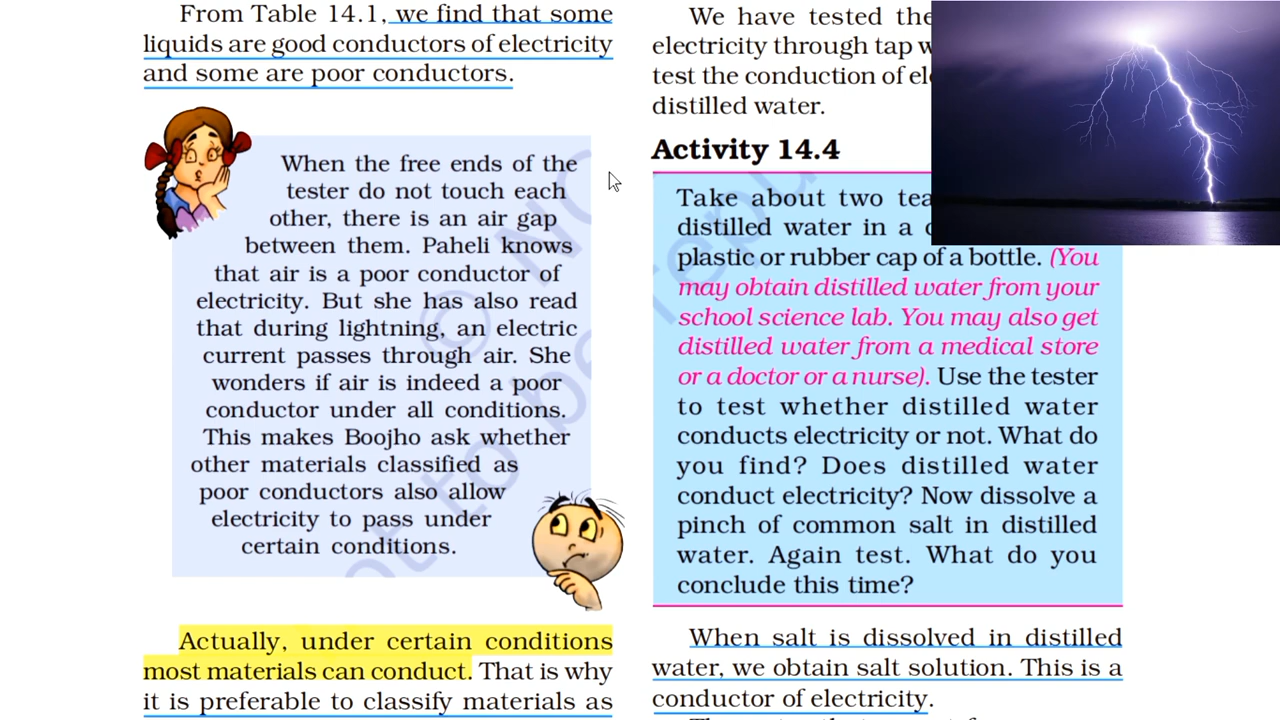 From Table 14.1, we find that some
liquids are good conductors of electricity
and some are poor conductors.
When the free ends of the
tester do not touch each
other, there is an air gap
between them. Paheli knows
that air is a poor conductor of
electricity. But she has also read
that during lightning, an electric
current passes through air. She
wonders if air is indeed a poor
conductor under all conditions.
This makes Boojho ask whether
other materials classified as
poor conductors also allow
electricity to pass under
certain conditions.
Actually, under certain conditions
most materials can conduct. That is why
it is preferable to classify materials as
We have tested the
electricity through tap
test the conduction of
distilled water.
Activity 14.4
Take about two
distilled water in a
plastic or rubber cap of a bottle. (You
may obtain distilled water from your
school science lab. You may also get
distilled water from a medical store
or a doctor or a nurse). Use the tester
to test whether distilled water
conducts electricity or not. What do
you find? Does distilled water
conduct electricity? Now dissolve a
pinch of common salt in distilled
water. Again test. What do you
conclude this time?
When salt is dissolved in distilled
water, we obtain salt solution. This is a
conductor of electricity.